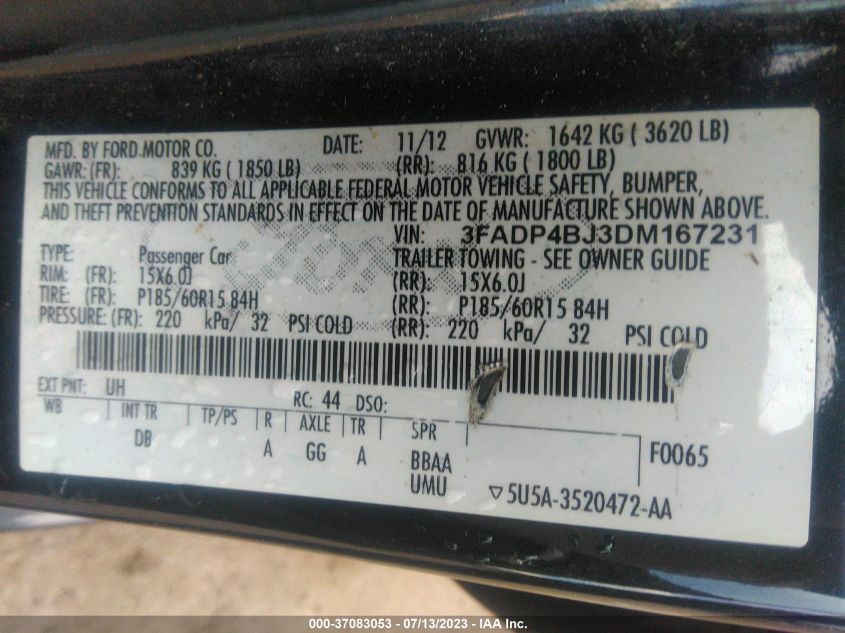 MFD. BY FORD MOTOR CO. DATE: 11/12 GVWR: 1642 KG ( 3620 LB)
GAWR: (FR): 839 KG ( 1850 LB) (RR): 816 KG ( 1800 LB)
THIS VEHICLE CONFORMS TO ALL APPLICABLE FEDERAL MOTOR VEHICLE SAFETY, BUMPER,
AND THEFT PREVENTION STANDARDS IN EFFECT ON THE DATE OF MANUFACTURE SHOWN ABOVE.
VIN: 3FADP4BJ3DM167231
TYPE: Passenger Car TRAILER TOWING - SEE OWNER GUIDE
RIM: (FR): 15X6.0J (RR): 15X6.0J
TIRE: (FR): P185/60R15 84H (RR): P185/60R15 84H
PRESSURE: (FR): 220 kPa/ 32 PSI COLD (RR): 220 kPa/ 32 PSI COLD
EXT PNT: UH RC: 44 DSO:
WB INT TR TP/PS R AXLE TR SPR
DB A GG A BBAA F0065
UMU ▽5U5A-3520472-AA
000-37083053 - 07/13/2023 - IAA Inc.